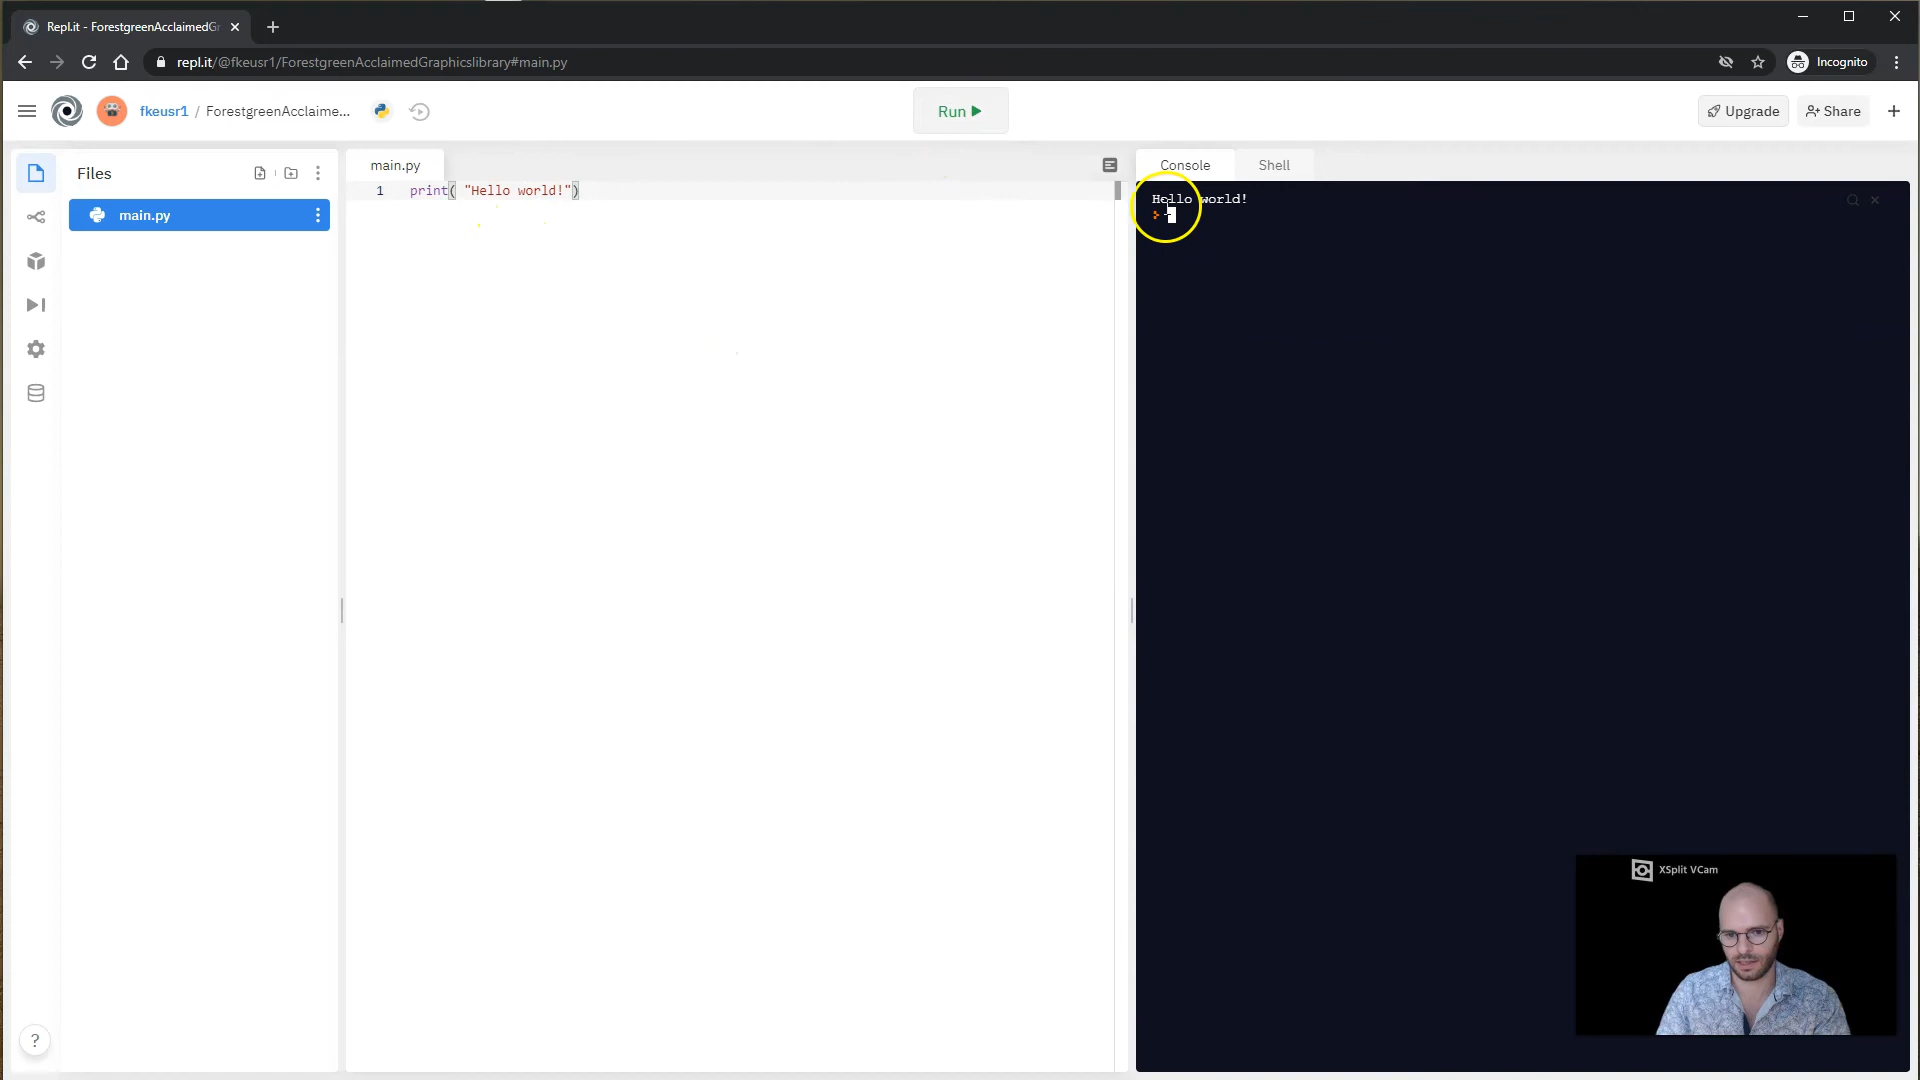 Repl.it - ForestgreenAcclaimedGr
repl.it/@fkeusr1/ForestgreenAcclaimedGraphicslibrary#main.py
Incognito
fkeusr1 / ForestgreenAcclaime...
Run
Upgrade
Share
Files
main.py
main.py
1 print( "Hello world!")
Console
Shell
Hello world!
XSplit VCam
?